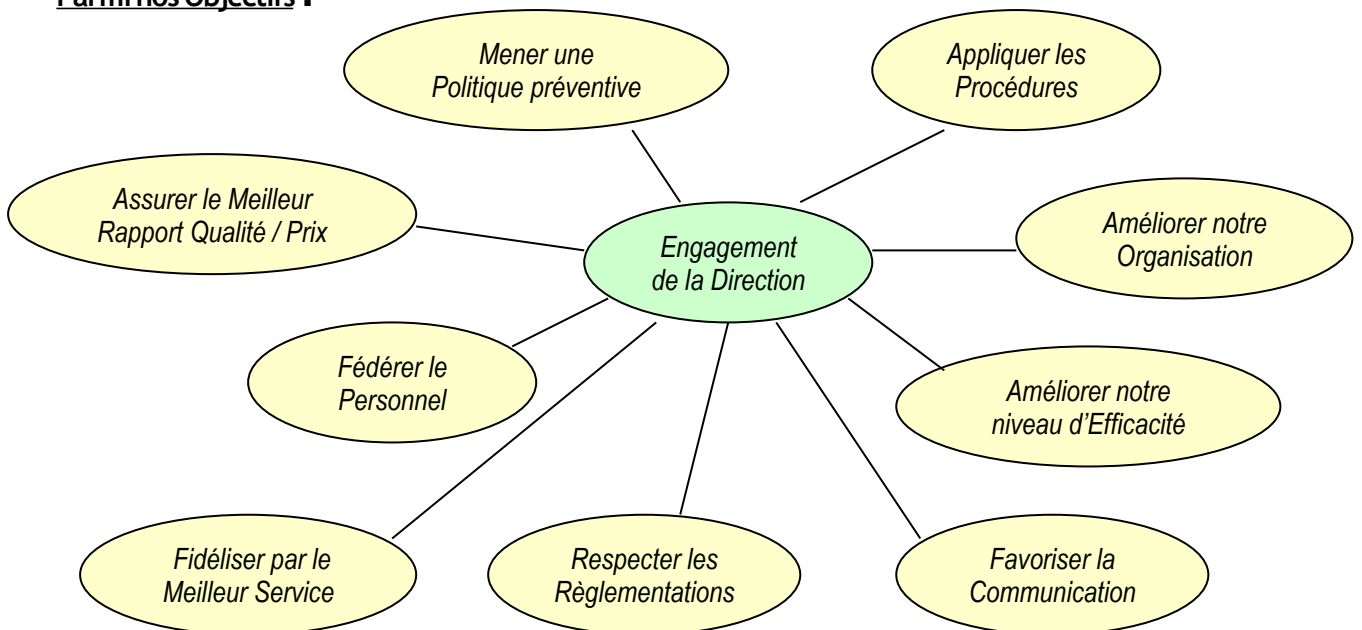 Parmi nos Objectifs :
Mener une
Politique préventive
Appliquer les
Procédures
Assurer le Meilleur
Rapport Qualité / Prix
Engagement
de la Direction
Améliorer notre
Organisation
Fédérer le
Personnel
Améliorer notre
niveau d’Efficacité
Fidéliser par le
Meilleur Service
Respecter les
Règlementations
Favoriser la
Communication